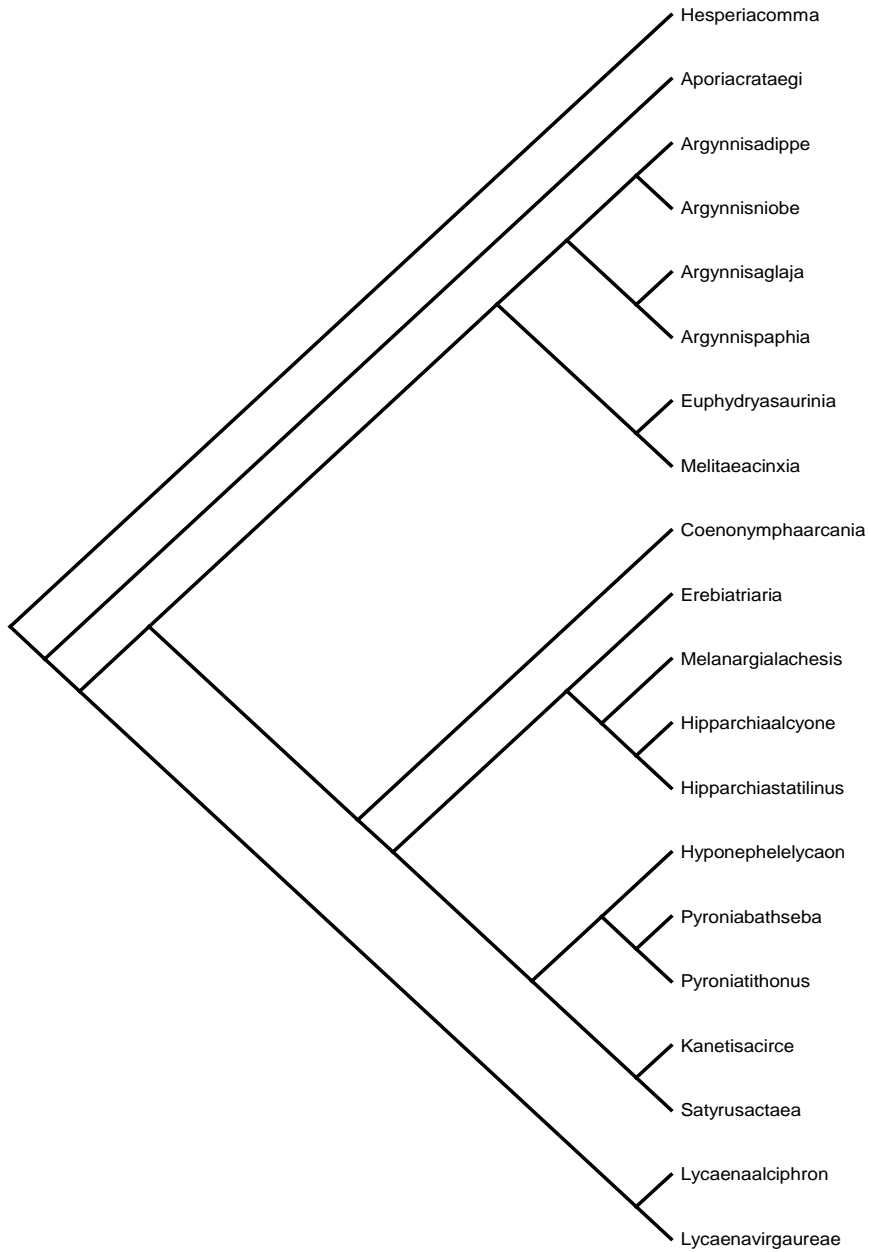 Hesperiacomma
Aporiacrataegi
Argynnisadippe
Argynnisniobe
Argynnisaglaja
Argynnispaphia
Euphydryasaurinia
Melitaeacinxia
Coenonymphaarcania
Erebiatriaria
Melanargialachesis
Hipparchiaalcyone
Hipparchiastatilinus
Hyponephelelycaon
Pyroniabathseba
Pyroniatithonus
Kanetisacirce
Satyrusactaea
Lycaenaalciphron
Lycaenavirgaureae